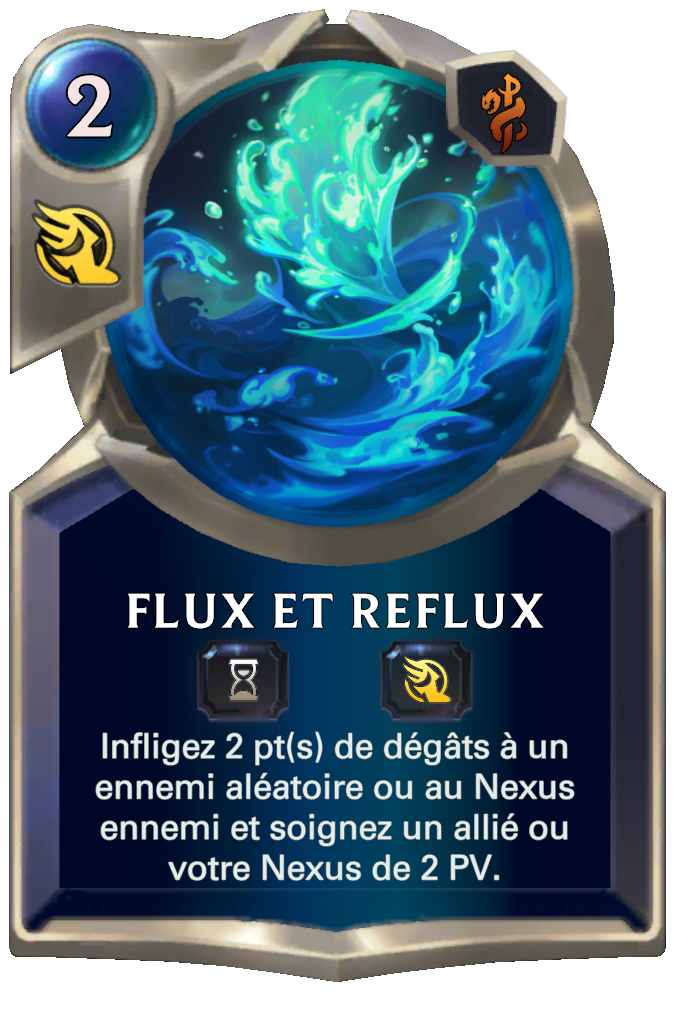 2
FLUX ET REFLUX
Infligez 2 pt(s) de dégâts à un
ennemi aléatoire ou au Nexus
ennemi et soignez un allié ou
votre Nexus de 2 PV.